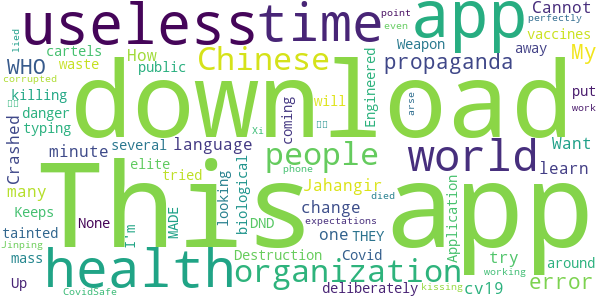 lied
point even perfectly Cannot
useless time app
Weapon vaccines
cartels
WHO How public Chinese Engineered propaganda away My
waste
corrupted killing
danger
typing
download
coming will put
arse work
Xi
Crashed minute several language people world learn
elite looking biological phone
many tried Jahangir
Keeps None I'm MADE change died Want
This app
expectations
tainted DND one THEY Application try around
mass health Destruction Covid working
Jinping organization deliberately cv19 error
Up CovidSafe kissing